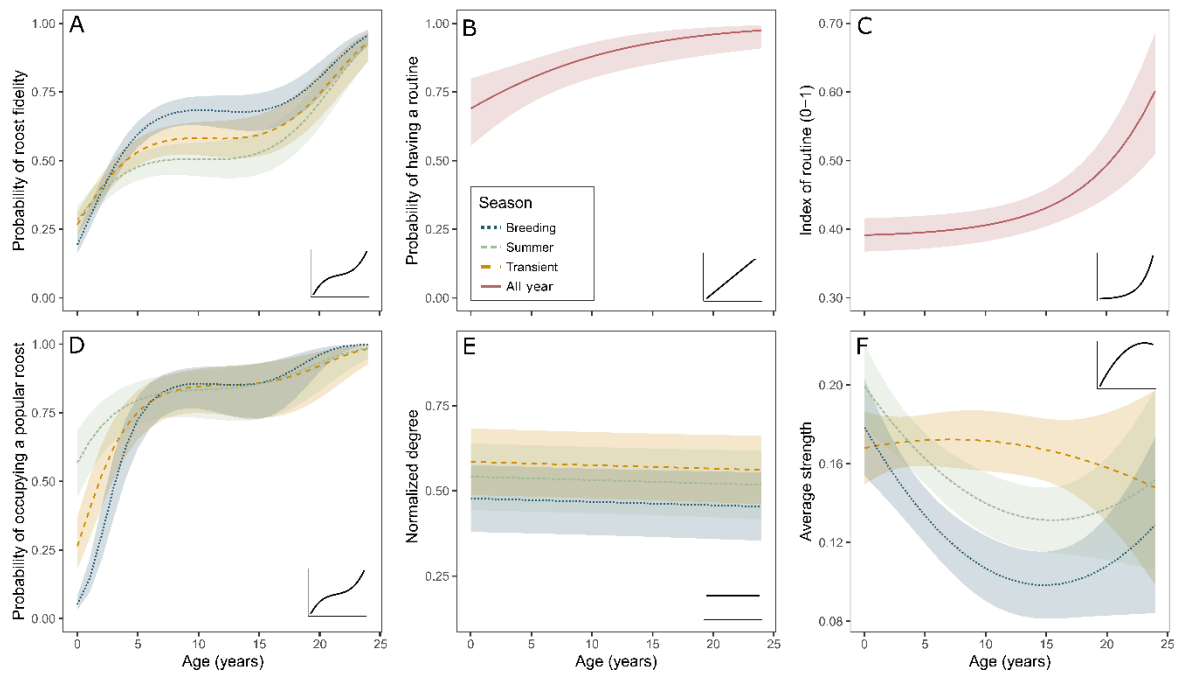 A
Probability of roost fidelity
1.00
0.75
0.50
0.25
0.00
B
Probability of having a routine
1.00
0.75
0.50
0.25
0.00
Season
Breeding
Summer
Transient
All year
C
Index of routine (0−1)
0.70
0.60
0.50
0.40
0.30
D
Probability of occupying a popular roost
1.00
0.75
0.50
0.25
0.00
0 5 10 15 20 25
Age (years)
E
Normalized degree
0.75
0.50
0.25
0 5 10 15 20 25
Age (years)
F
Average strength
0.20
0.16
0.12
0.08
0 5 10 15 20 25
Age (years)